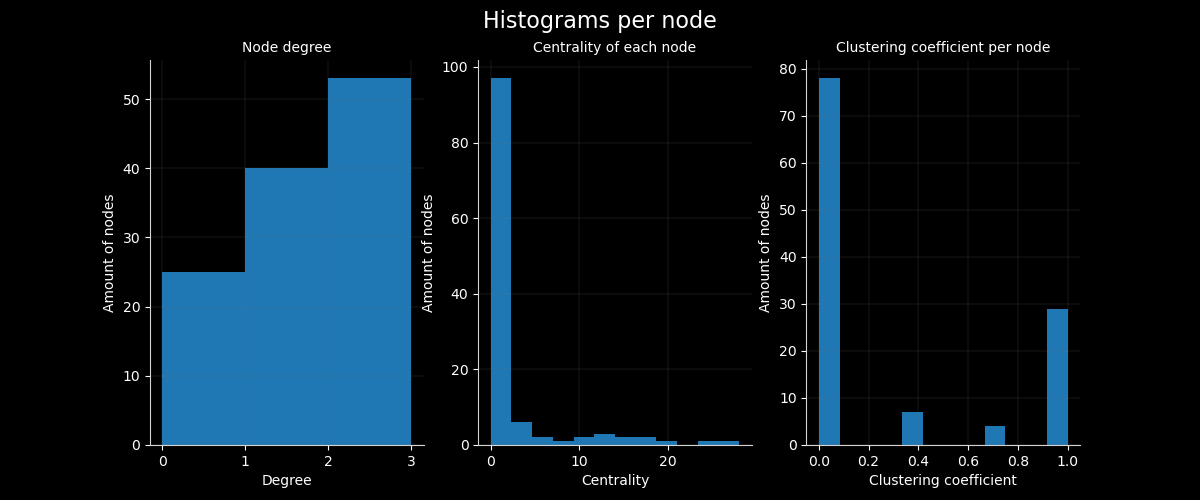 Histograms per node
Node degree
Amount of nodes
50
40
30
20
10
0
0 1 2 3
Degree
Centrality of each node
Amount of nodes
100
80
60
40
20
0
0 10 20
Centrality
Clustering coefficient per node
Amount of nodes
80
70
60
50
40
30
20
10
0
0.0 0.2 0.4 0.6 0.8 1.0
Clustering coefficient